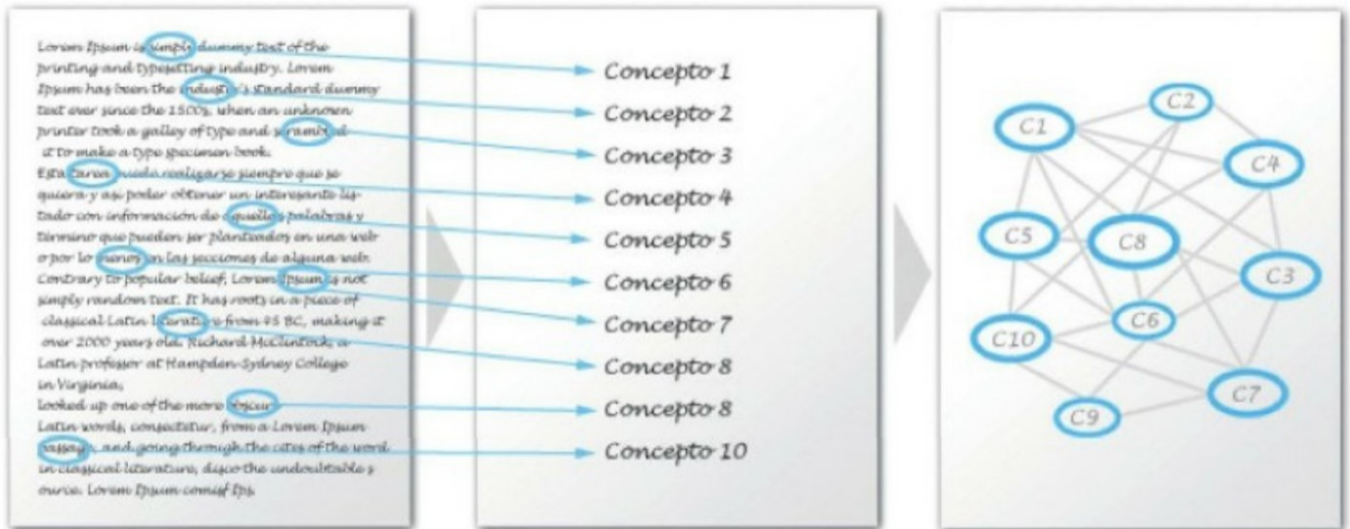 Lorem Ipsum is simply dummy text of the
printing and typesetting industry. Lorem
Ipsum has been the industry's standard dummy
text ever since the 1500s, when an unknown
printer took a galley of type and scrambled
it to make a type specimen book.
Esta tarea puede realizarse siempre que se
quiera y así poder obtener un interesante lis-
tado con información de aquellas palabras y
término que pueden ser planteados en una web
o por lo menos en las secciones de alguna web.
Contrary to popular belief, Lorem Ipsum is not
simply random text. It has roots in a piece of
classical Latin literature from 45 BC, making it
over 2000 years old. Richard McClintock, a
Latin professor at Hampden-Sydney College
in Virginia,
looked up one of the more obscure
Latin words, consectetur, from a Lorem Ipsum
passage, and going through the cites of the word
in classical literature, disco the undoubtable s
ource. Lorem Ipsum
Concepto 1
Concepto 2
Concepto 3
Concepto 4
Concepto 5
Concepto 6
Concepto 7
Concepto 8
Concepto 8
Concepto 10
C2
C1
C4
C5
C8
C3
C6
C10
C7
C9